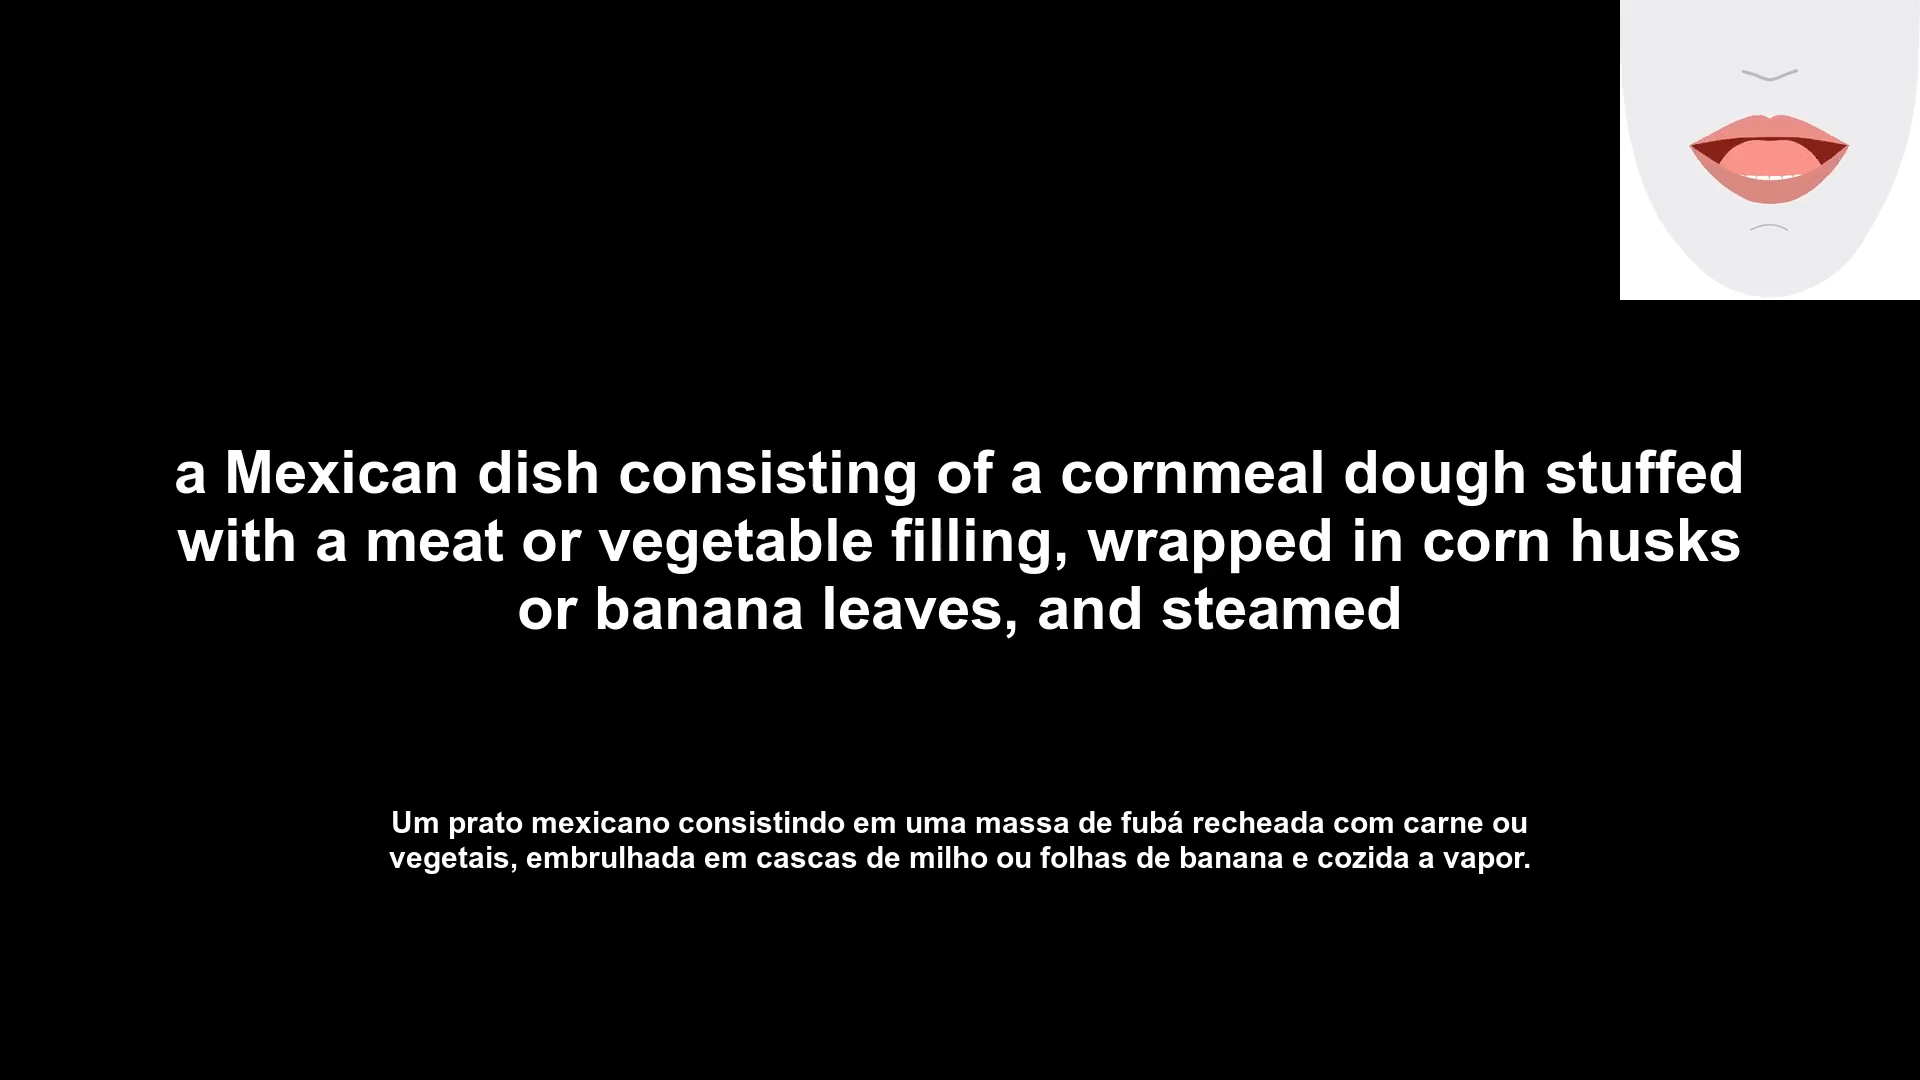 a Mexican dish consisting of a cornmeal dough stuffed
with a meat or vegetable filling, wrapped in corn husks
or banana leaves, and steamed
Um prato mexicano consistindo em uma massa de fubá recheada com carne ou
vegetais, embrulhada em cascas de milho ou folhas de banana e cozida a vapor.